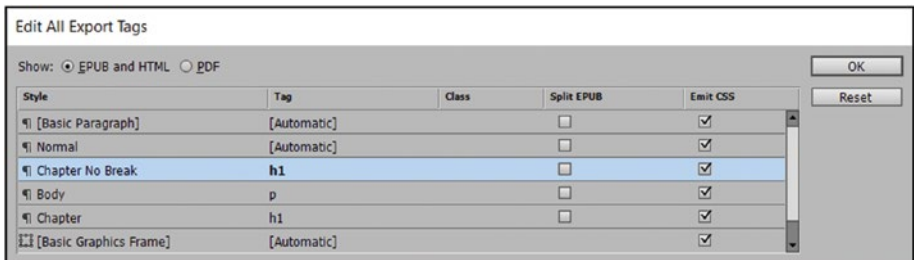 Edit All Export Tags
Show: EPUB and HTML PDF OK
Style Tag Class Split EPUB Emit CSS Reset
¶ [Basic Paragraph] [Automatic]
¶ Normal [Automatic]
¶ Chapter No Break h1
¶ Body p
¶ Chapter h1
[Basic Graphics Frame] [Automatic]